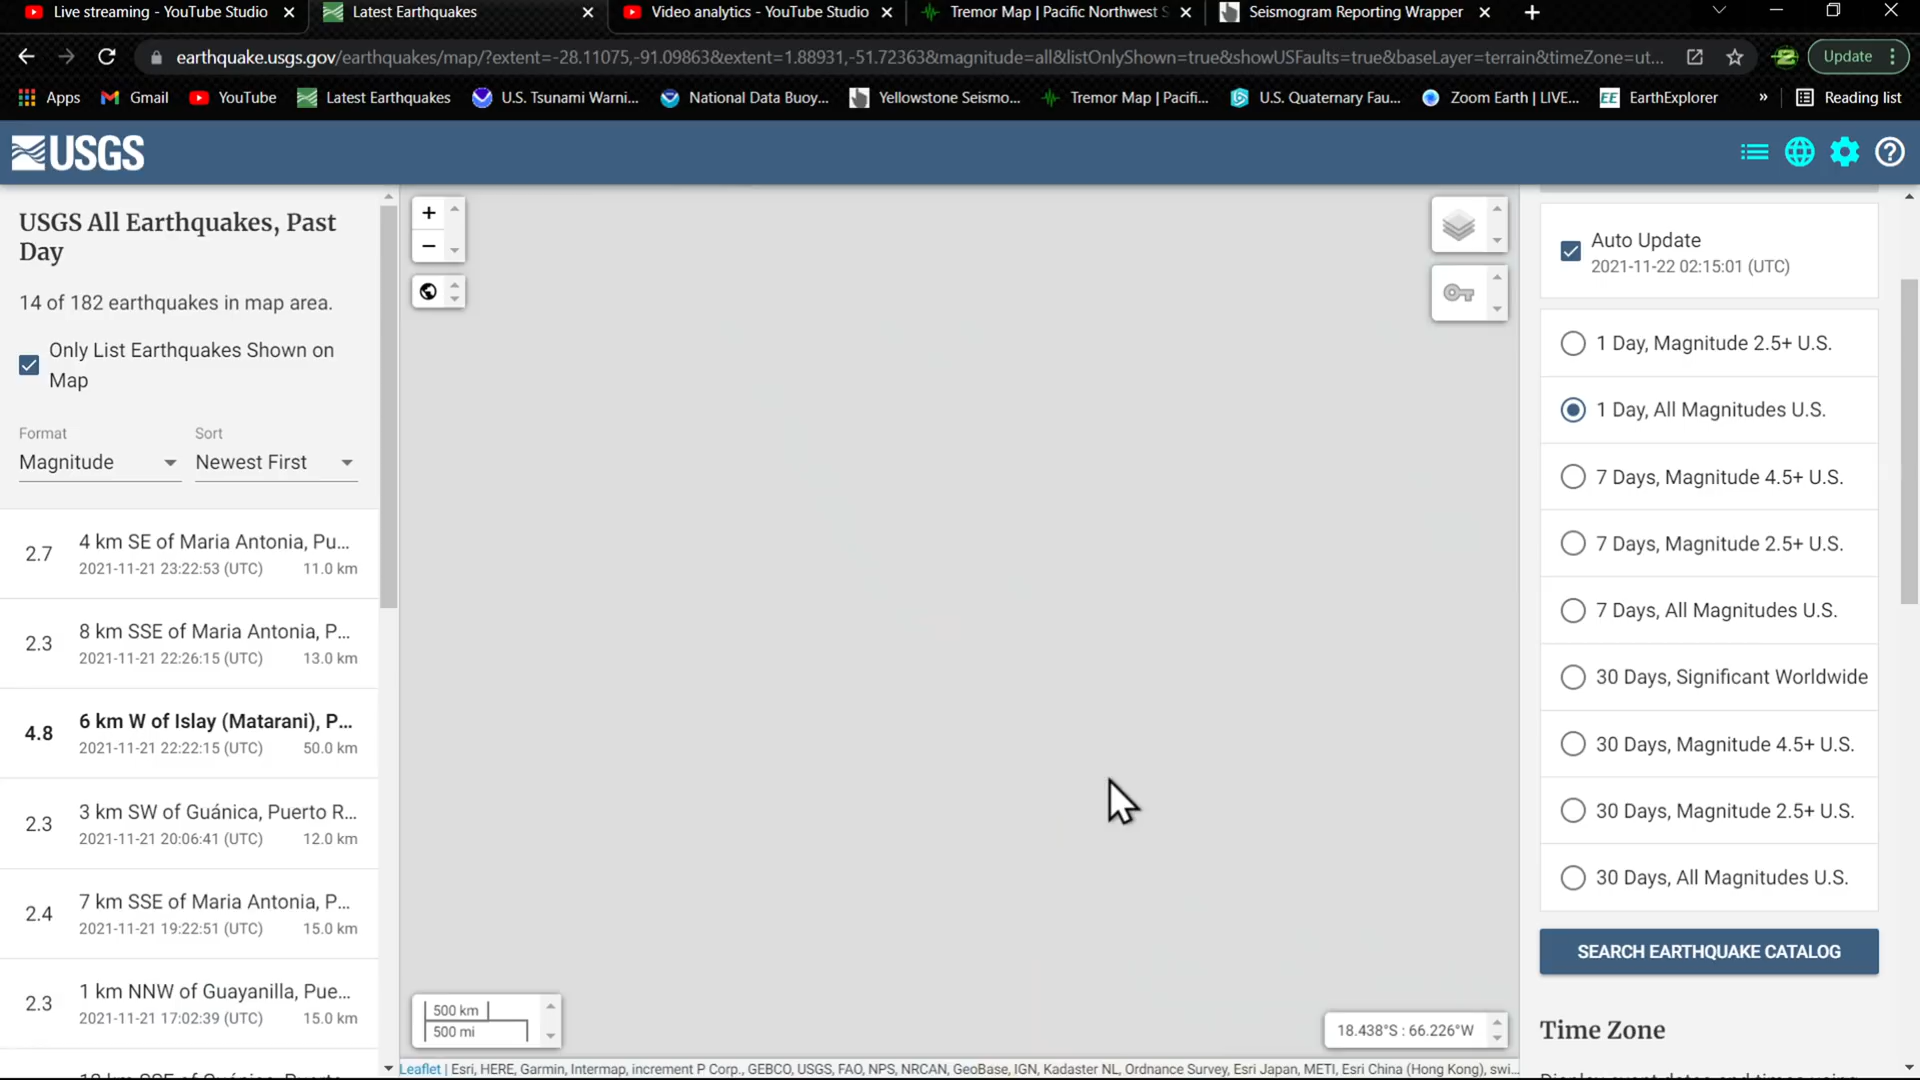 Live streaming - YouTube Studio
Latest Earthquakes
Video analytics - YouTube Studio
Tremor Map | Pacific Northwest S
Seismogram Reporting Wrapper
earthquake.usgs.gov/earthquakes/map/?extent=-28.11075,-91.09863&extent=1.88931,-51.72363&magnitude=all&listOnlyShown=true&showUSFaults=true&baseLayer=terrain&timeZone=ut...
Update
Apps
Gmail
YouTube
Latest Earthquakes
U.S. Tsunami Warni...
National Data Buoy...
Yellowstone Seismo...
Tremor Map | Pacifi...
U.S. Quaternary Fau...
Zoom Earth | LIVE...
EE EarthExplorer
»
Reading list
USGS
USGS All Earthquakes, Past
Day
14 of 182 earthquakes in map area.
Only List Earthquakes Shown on
Map
Format
Magnitude
Sort
Newest First
2.7
4 km SE of Maria Antonia, Pu...
2021-11-21 23:22:53 (UTC) 11.0 km
2.3
8 km SSE of Maria Antonia, P...
2021-11-21 22:26:15 (UTC) 13.0 km
4.8
6 km W of Islay (Matarani), P...
2021-11-21 22:22:15 (UTC) 50.0 km
2.3
3 km SW of Guánica, Puerto R...
2021-11-21 20:06:41 (UTC) 12.0 km
2.4
7 km SSE of Maria Antonia, P...
2021-11-21 19:22:51 (UTC) 15.0 km
2.3
1 km NNW of Guayanilla, Pue...
2021-11-21 17:02:39 (UTC) 15.0 km
+
−
500 km
500 mi
18.438°S : 66.226°W
Leaflet | Esri, HERE, Garmin, Intermap, increment P Corp., GEBCO, USGS, FAO, NPS, NRCAN, GeoBase, IGN, Kadaster NL, Ordnance Survey, Esri Japan, METI, Esri China (Hong Kong), swi...
Auto Update
2021-11-22 02:15:01 (UTC)
1 Day, Magnitude 2.5+ U.S.
1 Day, All Magnitudes U.S.
7 Days, Magnitude 4.5+ U.S.
7 Days, Magnitude 2.5+ U.S.
7 Days, All Magnitudes U.S.
30 Days, Significant Worldwide
30 Days, Magnitude 4.5+ U.S.
30 Days, Magnitude 2.5+ U.S.
30 Days, All Magnitudes U.S.
SEARCH EARTHQUAKE CATALOG
Time Zone